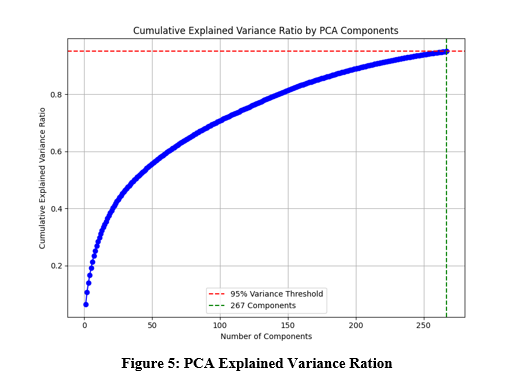 Cumulative Explained Variance Ratio by PCA Components
Cumulative Explained Variance Ratio
0.8
0.6
0.4
0.2
0 50 100 150 200 250
95% Variance Threshold
267 Components
Number of Components
Figure 5: PCA Explained Variance Ration